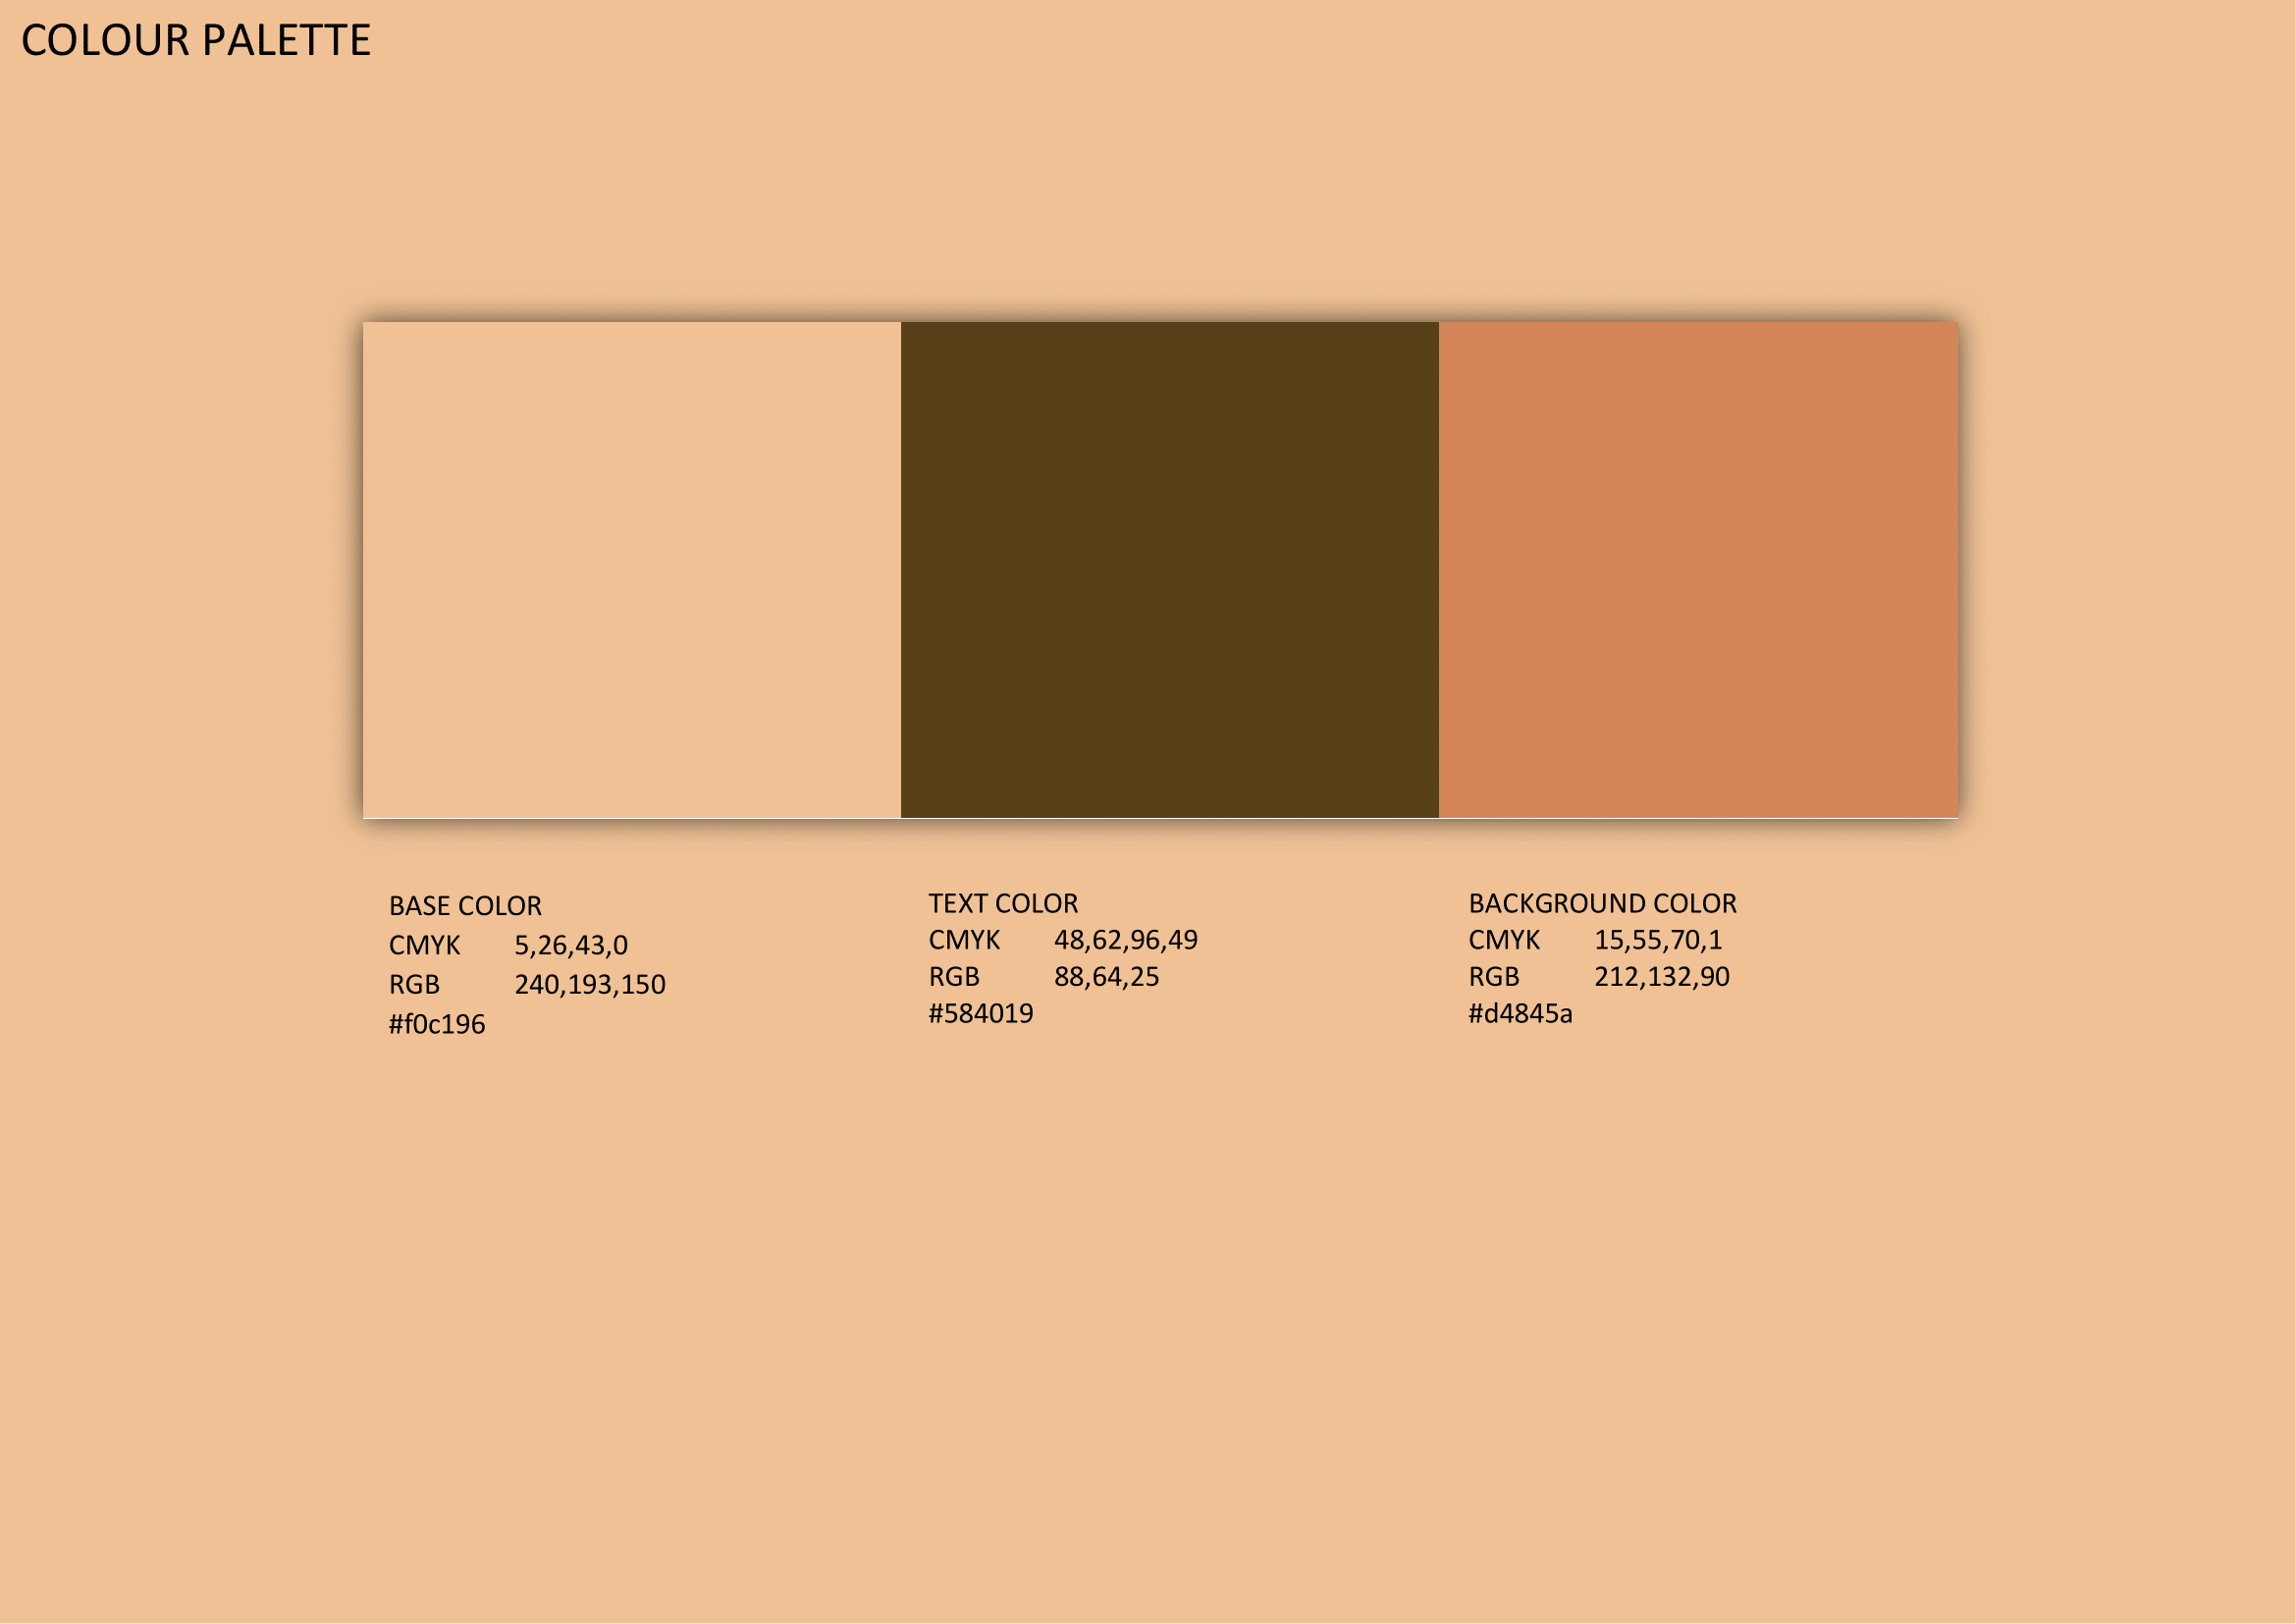 COLOUR PALETTE
BASE COLOR
CMYK 5,26,43,0
RGB 240,193,150
#f0c196
TEXT COLOR
CMYK 48,62,96,49
RGB 88,64,25
#584019
BACKGROUND COLOR
CMYK 15,55,70,1
RGB 212,132,90
#d4845a